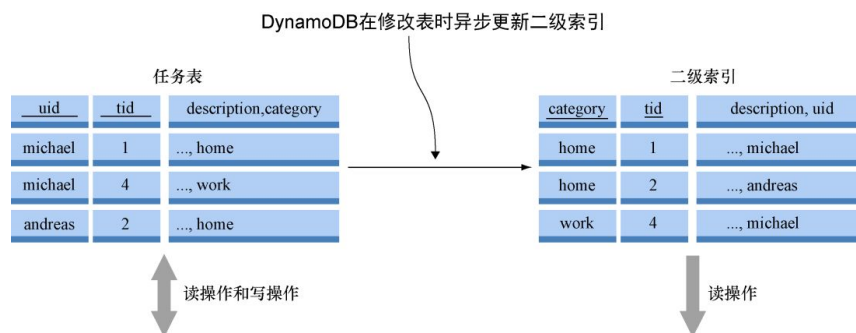 DynamoDB在修改表时异步更新二级索引
任务表
uid tid description,category
michael 1 ..., home
michael 4 ..., work
andreas 2 ..., home
读操作和写操作
二级索引
category tid description, uid
home 1 ..., michael
home 2 ..., andreas
work 4 ..., michael
读操作